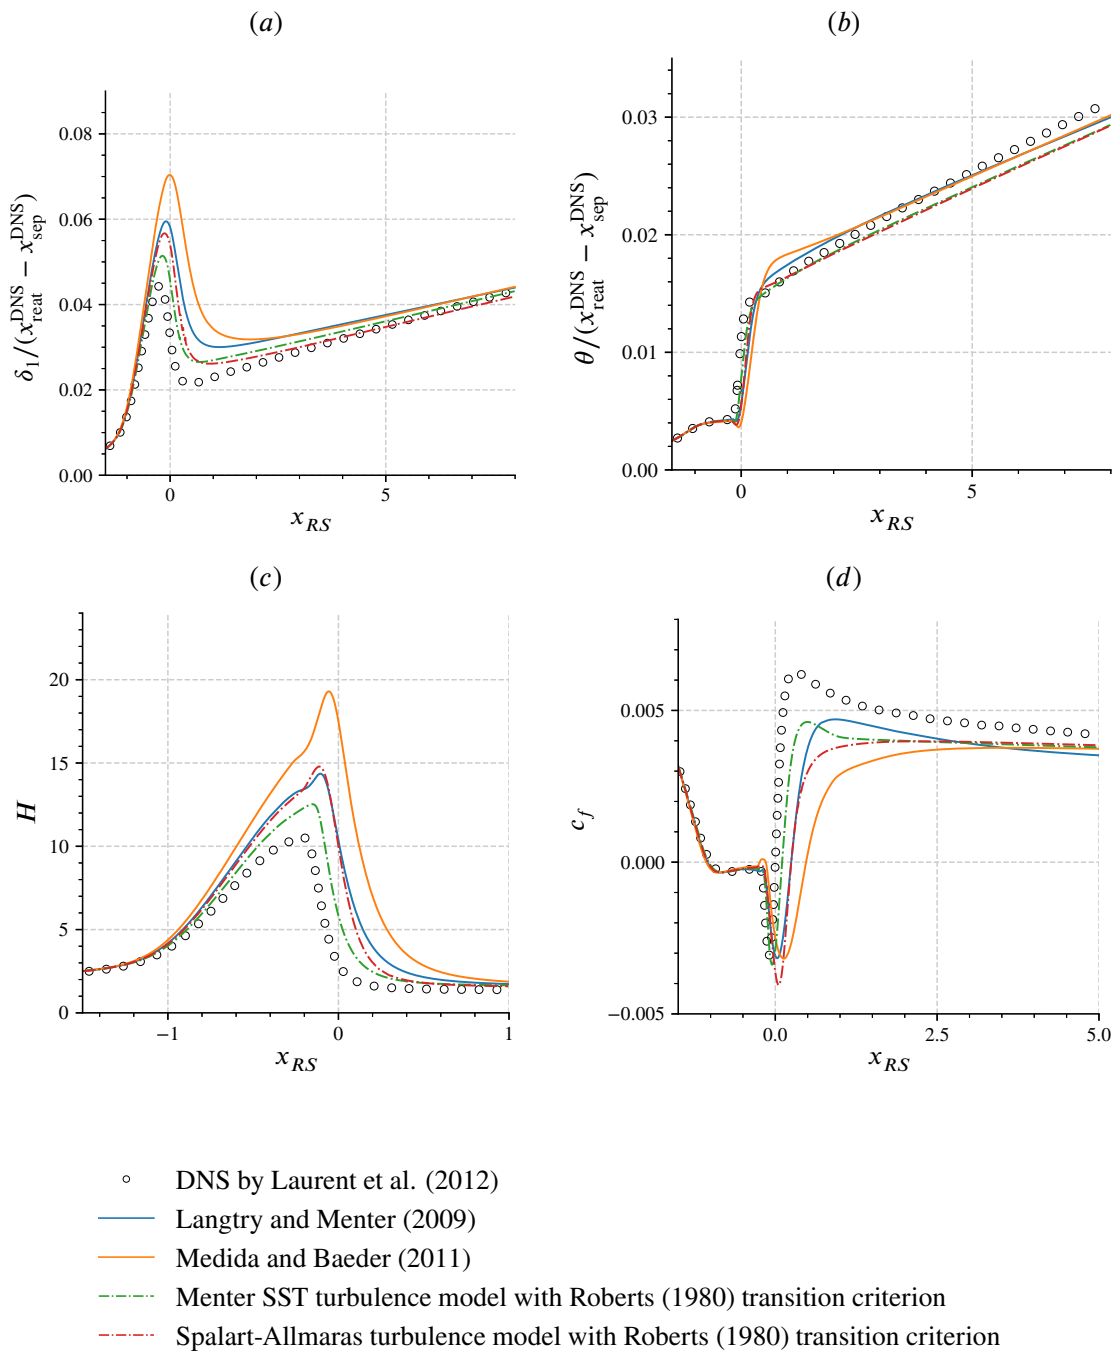 (a)
0.08
0.06
0.04
0.02
0.00
δ₁/(x_reat^DNS − x_sep^DNS)
0
5
x_RS
(b)
0.03
0.02
0.01
0.00
θ/(x_reat^DNS − x_sep^DNS)
0
5
x_RS
(c)
20
15
10
5
0
H
−1
0
1
x_RS
(d)
0.005
0.000
−0.005
c_f
0.0
2.5
5.0
x_RS
DNS by Laurent et al. (2012)
Langtry and Menter (2009)
Medida and Baeder (2011)
Menter SST turbulence model with Roberts (1980) transition criterion
Spalart-Allmaras turbulence model with Roberts (1980) transition criterion